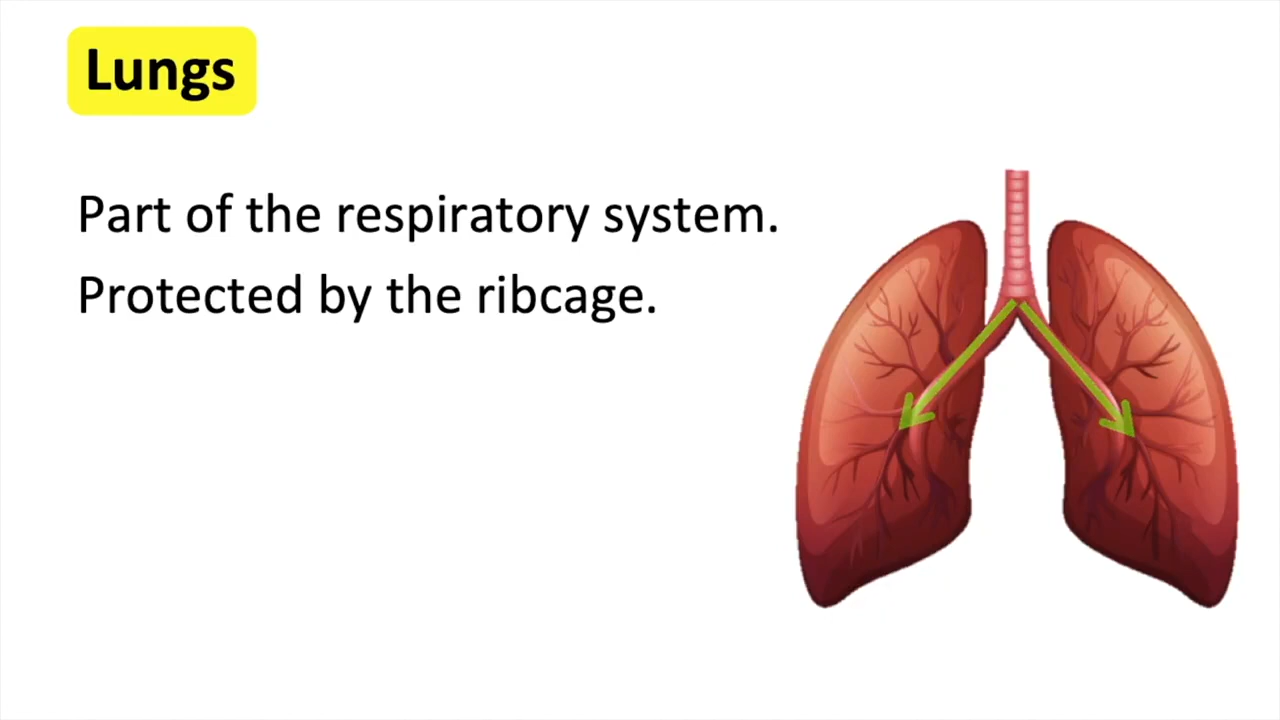 Lungs
Part of the respiratory system.
Protected by the ribcage.